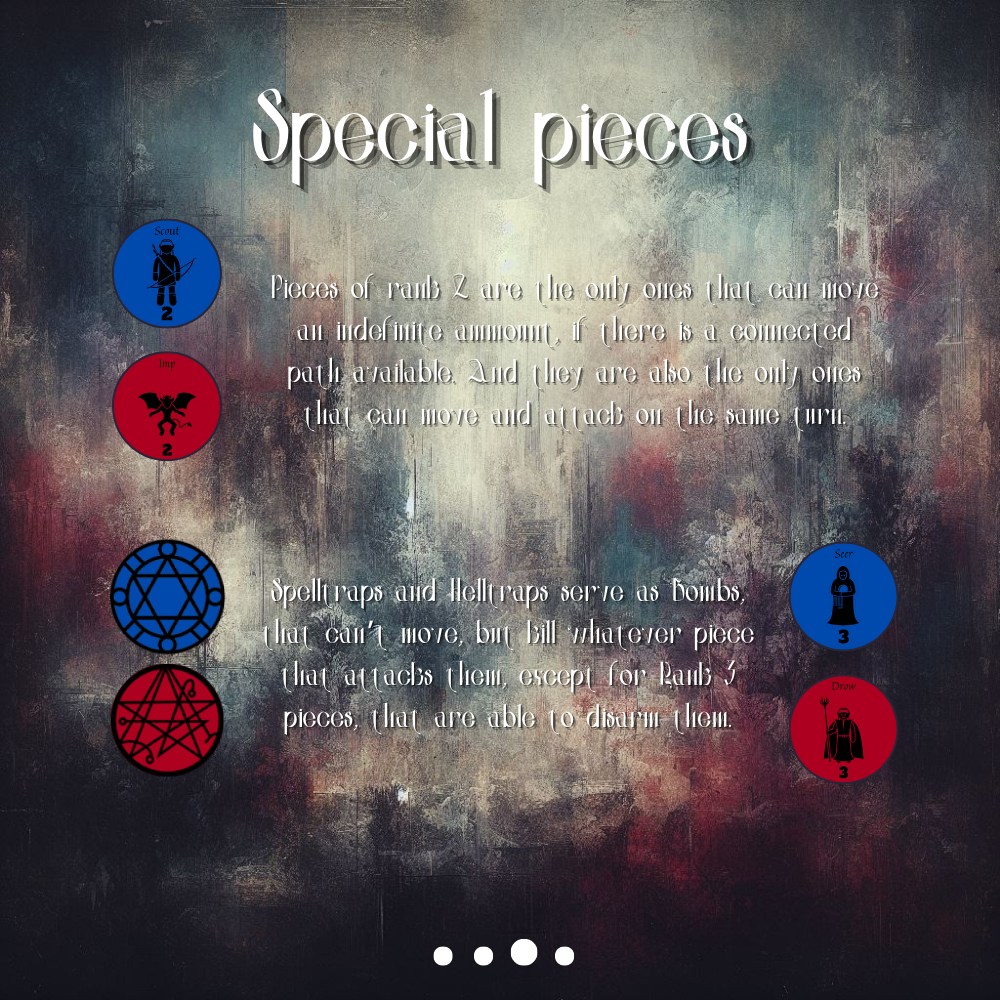 Special pieces
Scout
2
Pieces of rank 2 are the only ones that can move
an indefinite ammount, if there is a connected
path available. And they are also the only ones
that can move and attack on the same turn.
Imp
2
Spelltraps and Helltraps serve as Bombs,
that can't move, but kill whatever piece
that attacks them, except for Rank 3
pieces, that are able to disarm them.
Seer
3
Drow
3